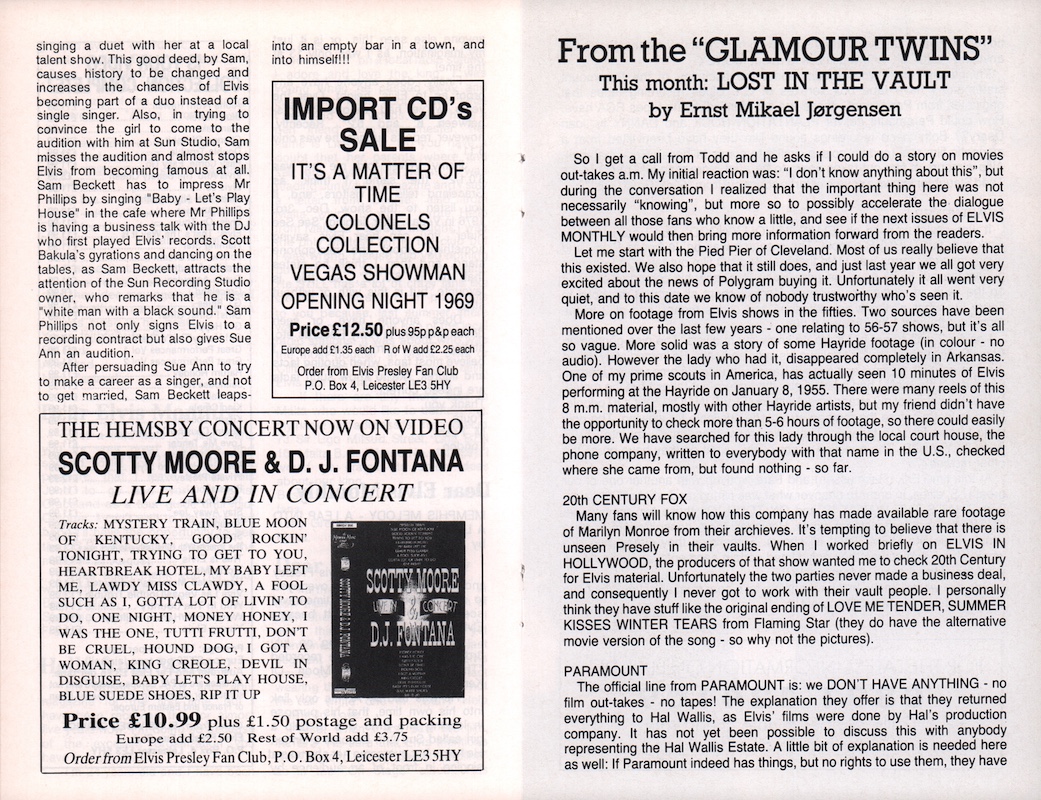 singing a duet with her at a local
talent show. This good deed, by Sam,
causes history to be changed and
increases the chances of Elvis
becoming part of a duo instead of a
single singer. Also, in trying to
convince the girl to come to the
audition with him at Sun Studio, Sam
misses the audition and almost stops
Elvis from becoming famous at all.
Sam Beckett has to impress Mr
Phillips by singing "Baby - Let's Play
House" in the cafe where Mr Phillips
is having a business talk with the DJ
who first played Elvis' records. Scott
Bakula's gyrations and dancing on the
tables, as Sam Beckett, attracts the
attention of the Sun Recording Studio
owner, who remarks that he is a
"white man with a black sound." Sam
Phillips not only signs Elvis to a
recording contract but also gives Sue
Ann an audition.
After persuading Sue Ann to try
to make a career as a singer, and not
to get married, Sam Beckett leaps-
into an empty bar in a town, and
into himself!!!
IMPORT CD's
SALE
IT'S A MATTER OF
TIME
COLONELS
COLLECTION
VEGAS SHOWMAN
OPENING NIGHT 1969
Price £12.50 plus 95p p&p each
Europe add £1.35 each R of W add £2.25 each
Order from Elvis Presley Fan Club
P.O. Box 4, Leicester LE3 5HY
THE HEMSBY CONCERT NOW ON VIDEO
SCOTTY MOORE & D. J. FONTANA
LIVE AND IN CONCERT
Tracks: MYSTERY TRAIN, BLUE MOON
OF KENTUCKY, GOOD ROCKIN'
TONIGHT, TRYING TO GET TO YOU,
HEARTBREAK HOTEL, MY BABY LEFT
ME, LAWDY MISS CLAWDY, A FOOL
SUCH AS I, GOTTA LOT OF LIVIN' TO
DO, ONE NIGHT, MONEY HONEY, I
WAS THE ONE, TUTTI FRUTTI, DON'T
BE CRUEL, HOUND DOG, I GOT A
WOMAN, KING CREOLE, DEVIL IN
DISGUISE, BABY LET'S PLAY HOUSE,
BLUE SUEDE SHOES, RIP IT UP
SCOTTY MOORE
LIVE IN CONCERT
D.J. FONTANA
Price £10.99 plus £1.50 postage and packing
Europe add £2.50 Rest of World add £3.75
Order from Elvis Presley Fan Club, P.O. Box 4, Leicester LE3 5HY
From the "GLAMOUR TWINS"
This month: LOST IN THE VAULT
by Ernst Mikael Jørgensen
So I get a call from Todd and he asks if I could do a story on movies
out-takes a.m. My initial reaction was: "I don't know anything about this", but
during the conversation I realized that the important thing here was not
necessarily "knowing", but more so to possibly accelerate the dialogue
between all those fans who know a little, and see if the next issues of ELVIS
MONTHLY would then bring more information forward from the readers.
Let me start with the Pied Pier of Cleveland. Most of us really believe that
this existed. We also hope that it still does, and just last year we all got very
excited about the news of Polygram buying it. Unfortunately it all went very
quiet, and to this date we know of nobody trustworthy who's seen it.
More on footage from Elvis shows in the fifties. Two sources have been
mentioned over the last few years - one relating to 56-57 shows, but it's all
so vague. More solid was a story of some Hayride footage (in colour - no
audio). However the lady who had it, disappeared completely in Arkansas.
One of my prime scouts in America, has actually seen 10 minutes of Elvis
performing at the Hayride on January 8, 1955. There were many reels of this
8 m.m. material, mostly with other Hayride artists, but my friend didn't have
the opportunity to check more than 5-6 hours of footage, so there could easily
be more. We have searched for this lady through the local court house, the
phone company, written to everybody with that name in the U.S., checked
where she came from, but found nothing - so far.
20th CENTURY FOX
Many fans will know how this company has made available rare footage
of Marilyn Monroe from their archieves. It's tempting to believe that there is
unseen Presely in their vaults. When I worked briefly on ELVIS IN
HOLLYWOOD, the producers of that show wanted me to check 20th Century
for Elvis material. Unfortunately the two parties never made a business deal,
and consequently I never got to work with their vault people. I personally
think they have stuff like the original ending of LOVE ME TENDER, SUMMER
KISSES WINTER TEARS from Flaming Star (they do have the alternative
movie version of the song - so why not the pictures).
PARAMOUNT
The official line from PARAMOUNT is: we DON'T HAVE ANYTHING - no
film out-takes - no tapes! The explanation they offer is that they returned
everything to Hal Wallis, as Elvis' films were done by Hal's production
company. It has not yet been possible to discuss this with anybody
representing the Hal Wallis Estate. A little bit of explanation is needed here
as well: If Paramount indeed has things, but no rights to use them, they have